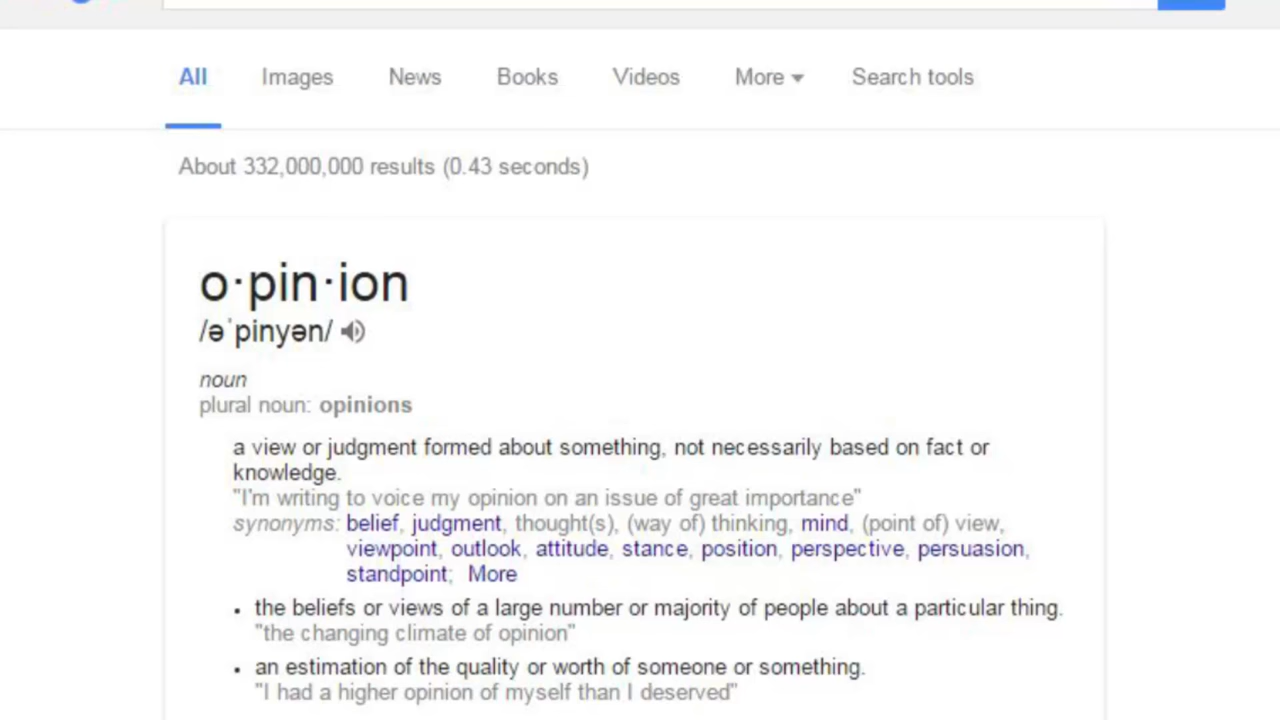 All Images News Books Videos More Search tools
About 332,000,000 results (0.43 seconds)
o·pin·ion
/əˈpinyən/
noun
plural noun: opinions
a view or judgment formed about something, not necessarily based on fact or
knowledge.
"I'm writing to voice my opinion on an issue of great importance"
synonyms: belief, judgment, thought(s), (way of) thinking, mind, (point of) view,
viewpoint, outlook, attitude, stance, position, perspective, persuasion,
standpoint; More
• the beliefs or views of a large number or majority of people about a particular thing.
"the changing climate of opinion"
• an estimation of the quality or worth of someone or something.
"I had a higher opinion of myself than I deserved"